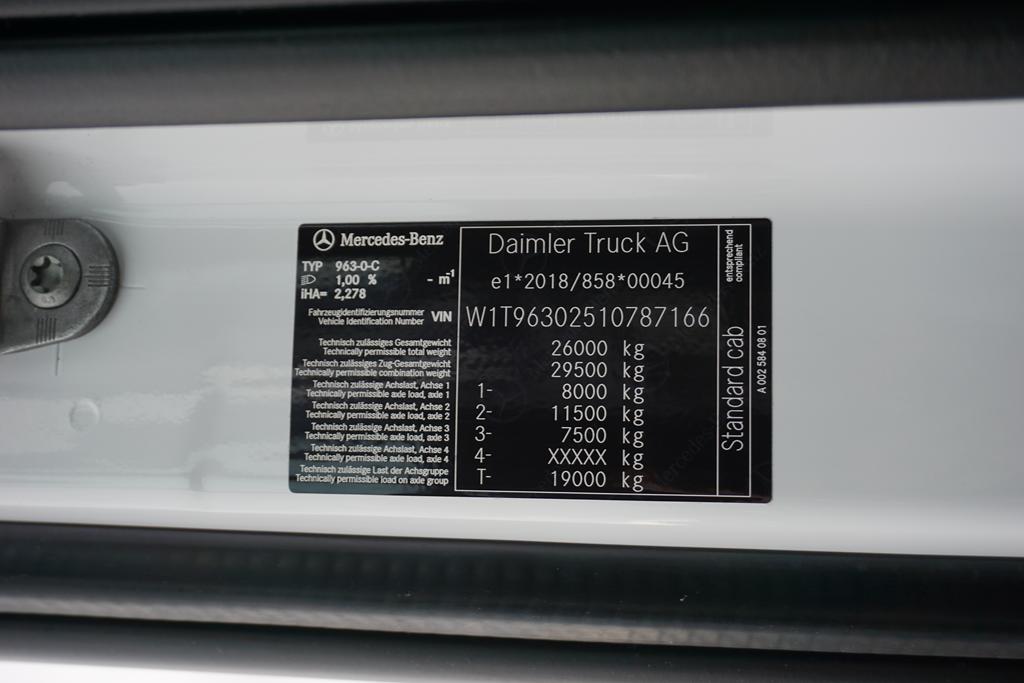 Mercedes-Benz
TYP 963-0-C
1,00 % - m-1
iHA= 2,278
Fahrzeugidentifizierungsnummer
Vehicle Identification Number VIN
Daimler Truck AG
e1*2018/858*00045
W1T96302510787166
Technisch zulässiges Gesamtgewicht
Technically permissible total weight 26000 kg
Technisch zulässiges Zug-Gesamtgewicht
Technically permissible combination weight 29500 kg
Technisch zulässige Achslast, Achse 1
Technically permissible axle load, axle 1 1- 8000 kg
Technisch zulässige Achslast, Achse 2
Technically permissible axle load, axle 2 2- 11500 kg
Technisch zulässige Achslast, Achse 3
Technically permissible axle load, axle 3 3- 7500 kg
Technisch zulässige Achslast, Achse 4
Technically permissible axle load, axle 4 4- XXXXX kg
Technisch zulässige Last der Achsgruppe
Technically permissible load on axle group T- 19000 kg
entsprechend
compliant
Standard cab
A 002 584 08 01